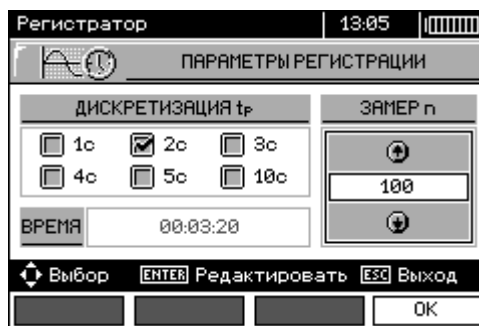 Регистратор 13:05
ПАРАМЕТРЫ РЕГИСТРАЦИИ
ДИСКРЕТИЗАЦИЯ tр ЗАМЕР n
1с 2с 3с
4с 5с 10с
100
ВРЕМЯ 00:03:20
Выбор ENTER Редактировать ESC Выход
OK